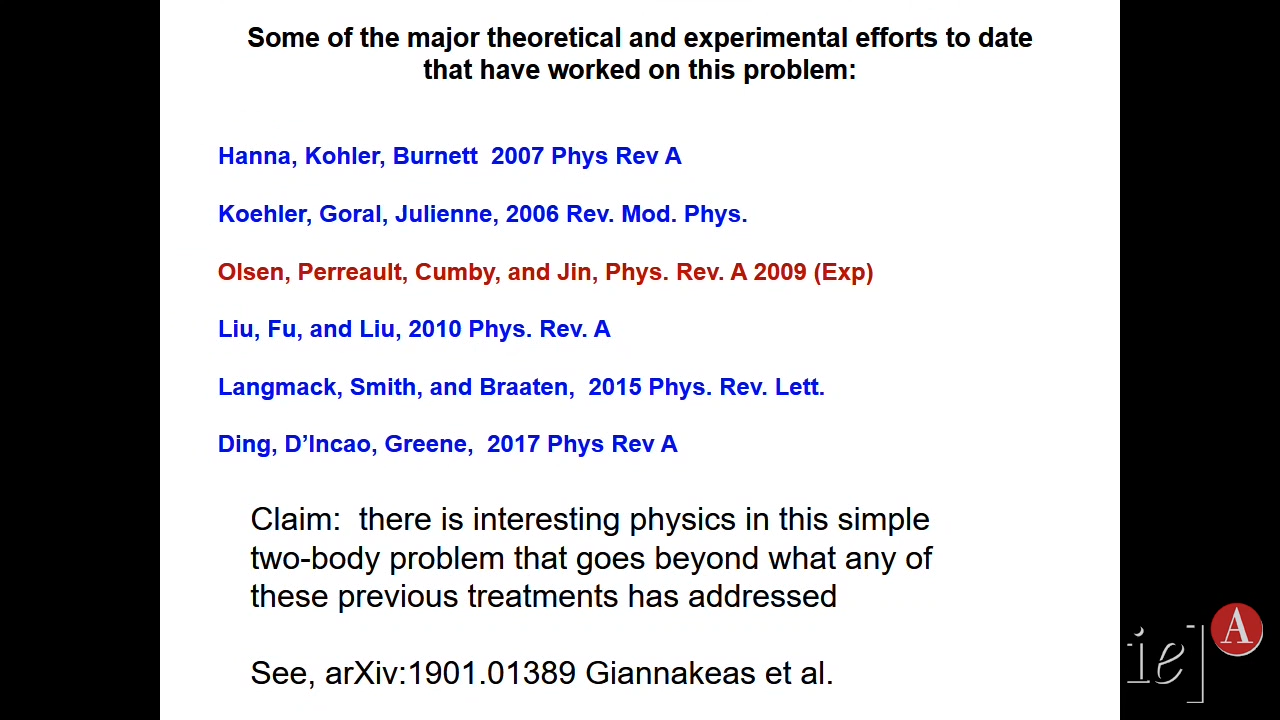 Some of the major theoretical and experimental efforts to date
that have worked on this problem:
Hanna, Kohler, Burnett  2007 Phys Rev A
Koehler, Goral, Julienne, 2006 Rev. Mod. Phys.
Olsen, Perreault, Cumby, and Jin, Phys. Rev. A 2009 (Exp)
Liu, Fu, and Liu, 2010 Phys. Rev. A
Langmack, Smith, and Braaten,  2015 Phys. Rev. Lett.
Ding, D’Incao, Greene,  2017 Phys Rev A
Claim:  there is interesting physics in this simple
two-body problem that goes beyond what any of
these previous treatments has addressed
See, arXiv:1901.01389 Giannakeas et al.
ie] A